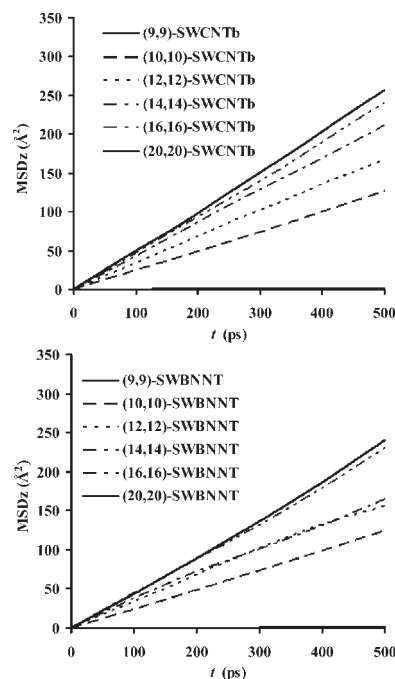 350
300
250
200
150
100
50
0
MSDz (Å²)
(9,9)-SWCNTb
(10,10)-SWCNTb
(12,12)-SWCNTb
(14,14)-SWCNTb
(16,16)-SWCNTb
(20,20)-SWCNTb
0 100 200 300 400 500
t (ps)
350
300
250
200
150
100
50
0
MSDz (Å²)
(9,9)-SWBNNT
(10,10)-SWBNNT
(12,12)-SWBNNT
(14,14)-SWBNNT
(16,16)-SWBNNT
(20,20)-SWBNNT
0 100 200 300 400 500
t (ps)